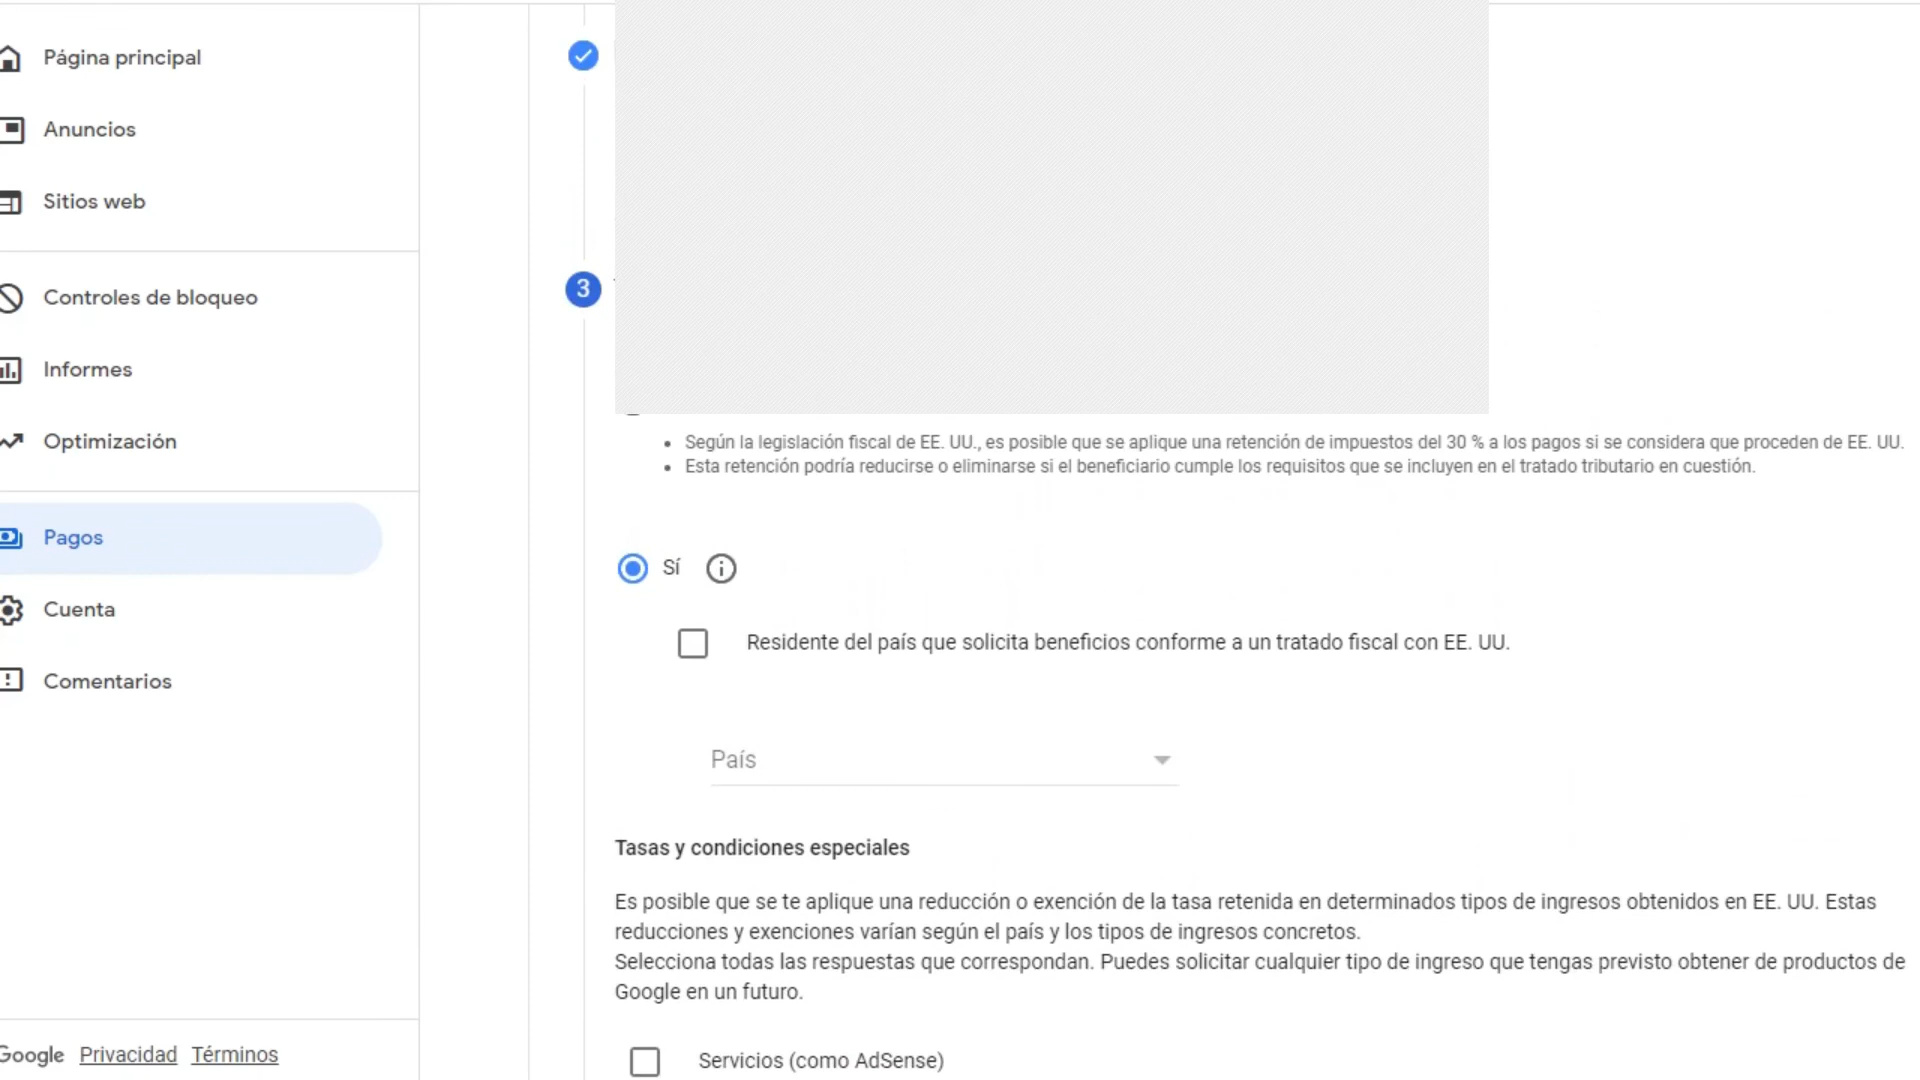 Página principal
Anuncios
Sitios web
Controles de bloqueo
Informes
Optimización
Pagos
Cuenta
Comentarios
Google Privacidad Términos
3
• Según la legislación fiscal de EE. UU., es posible que se aplique una retención de impuestos del 30 % a los pagos si se considera que proceden de EE. UU.
• Esta retención podría reducirse o eliminarse si el beneficiario cumple los requisitos que se incluyen en el tratado tributario en cuestión.
Sí
Residente del país que solicita beneficios conforme a un tratado fiscal con EE. UU.
País
Tasas y condiciones especiales
Es posible que se te aplique una reducción o exención de la tasa retenida en determinados tipos de ingresos obtenidos en EE. UU. Estas
reducciones y exenciones varían según el país y los tipos de ingresos concretos.
Selecciona todas las respuestas que correspondan. Puedes solicitar cualquier tipo de ingreso que tengas previsto obtener de productos de
Google en un futuro.
Servicios (como AdSense)